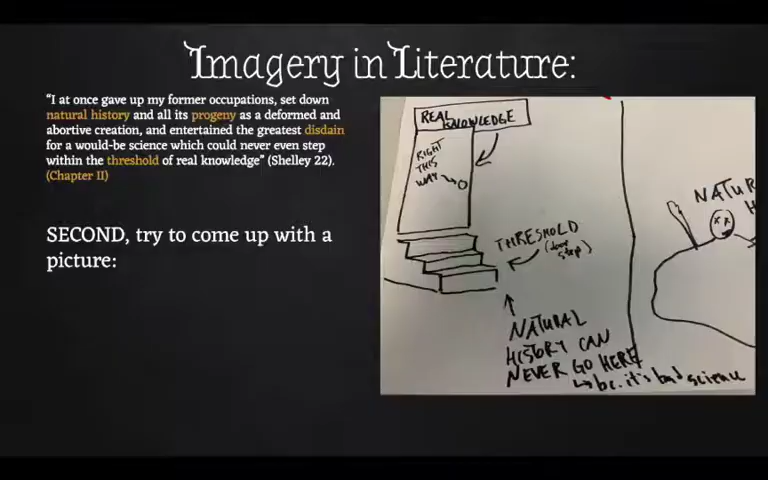 Imagery in Literature:
“I at once gave up my former occupations, set down
natural history and all its progeny as a deformed and
abortive creation, and entertained the greatest disdain
for a would-be science which could never even step
within the threshold of real knowledge” (Shelley 22).
(Chapter II)
SECOND, try to come up with a
picture:
REAL
KNOWLEDGE
RIGHT
THIS
WAY
THRESHOLD
(door
step)
NATURAL
HISTORY CAN
NEVER GO HERE
bc. it's bad science
NATUR
H